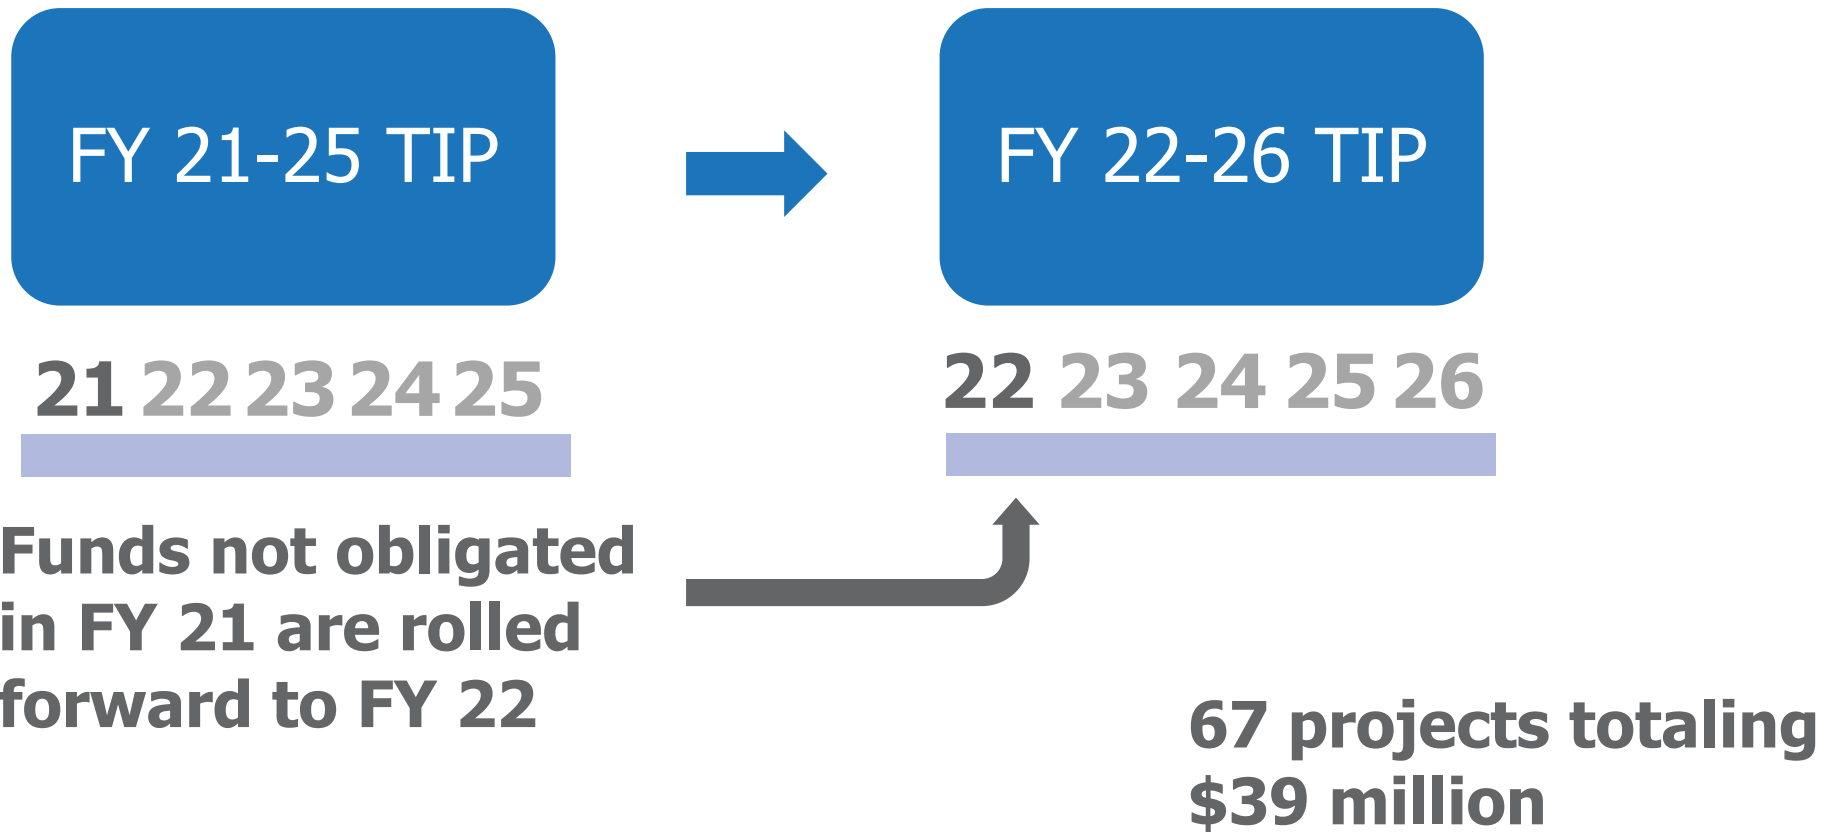 FY 21-25 TIP
FY 22-26 TIP
21 22 23 24 25
22 23 24 25 26
Funds not obligated
in FY 21 are rolled
forward to FY 22
67 projects totaling
$39 million